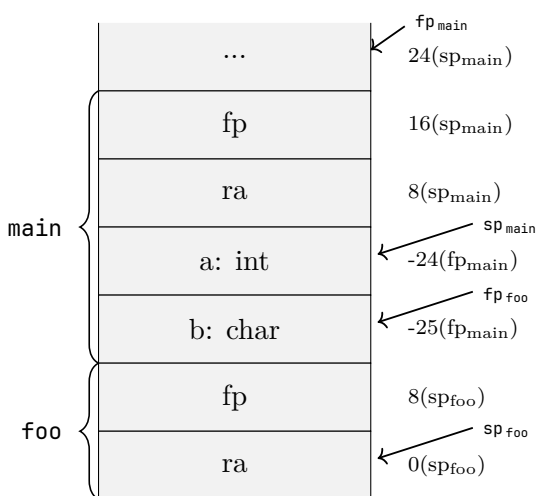 fp main
... 24(sp main)
fp 16(sp main)
ra 8(sp main)
sp main
main
a: int -24(fp main)
fp foo
b: char -25(fp main)
fp 8(sp foo)
foo
sp foo
ra 0(sp foo)